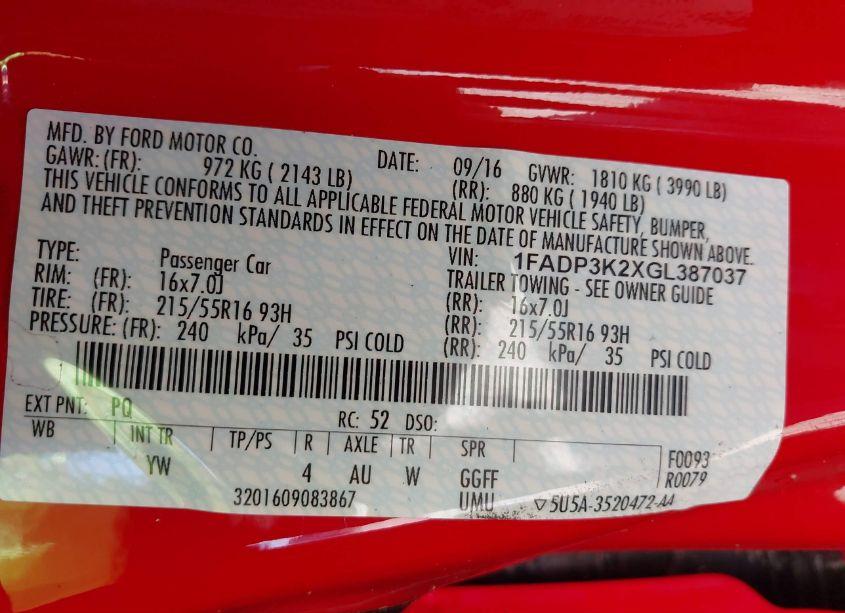 MFD. BY FORD MOTOR CO. DATE: 09/16 GVWR: 1810 KG ( 3990 LB)
GAWR: (FR): 972 KG ( 2143 LB) (RR): 880 KG ( 1940 LB)
THIS VEHICLE CONFORMS TO ALL APPLICABLE FEDERAL MOTOR VEHICLE SAFETY, BUMPER,
AND THEFT PREVENTION STANDARDS IN EFFECT ON THE DATE OF MANUFACTURE SHOWN ABOVE.
VIN: 1FADP3K2XGL387037
TYPE: Passenger Car TRAILER TOWING - SEE OWNER GUIDE
RIM: (FR): 16x7.0J (RR): 16x7.0J
TIRE: (FR): 215/55R16 93H (RR): 215/55R16 93H
PRESSURE: (FR): 240 kPa/ 35 PSI COLD (RR): 240 kPa/ 35 PSI COLD
EXT PNT: PQ RC: 52 DSO:
WB INT TR TP/PS R AXLE TR SPR F0093
YW 4 AU W GGFF R0079
3201609083867 UMU ▽5U5A-3520472-AA